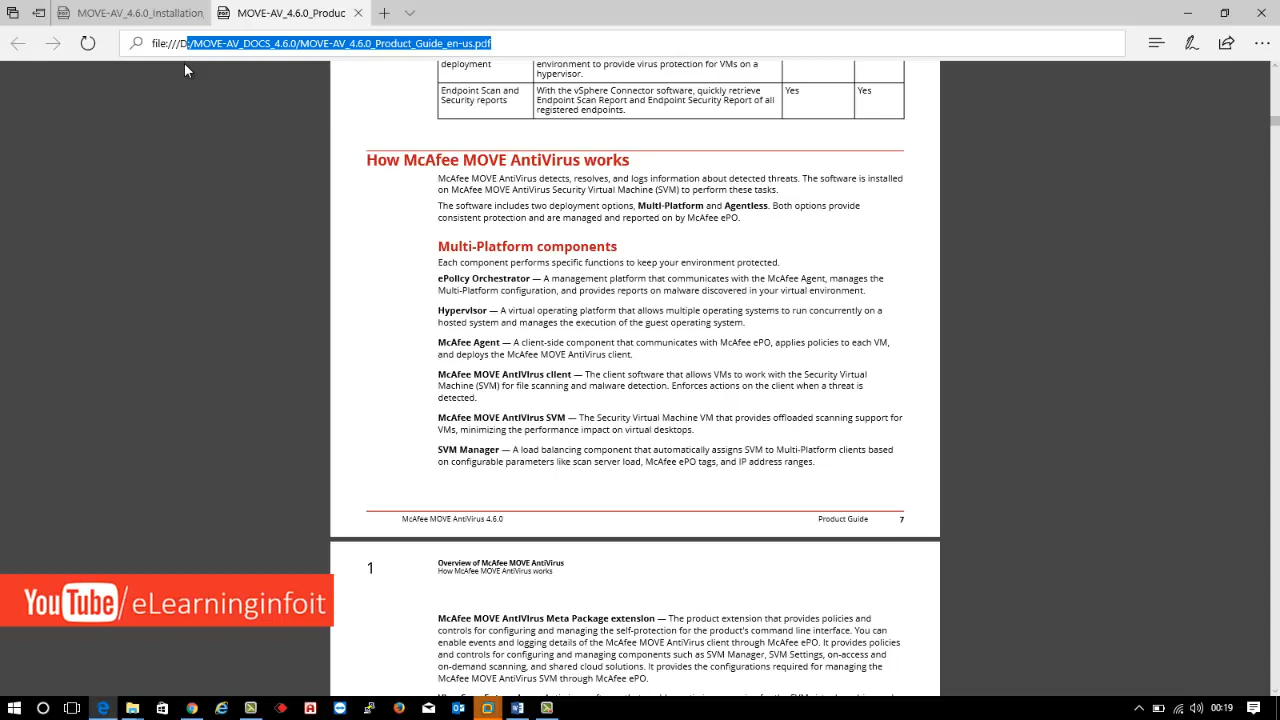 MOVE-AV_4.6.0_Installation
MOVE-AV_4.6.0_Produc
file:///D:/MOVE-AV_DOCS_4.6.0/MOVE-AV_4.6.0_Product_Guide_en-us.pdf
deployment
environment to provide virus protection for VMs on a
hypervisor.
Endpoint Scan and
Security reports
With the vSphere Connector software, quickly retrieve
Endpoint Scan Report and Endpoint Security Report of all
registered endpoints.
Yes
Yes
How McAfee MOVE AntiVirus works
McAfee MOVE AntiVirus detects, resolves, and logs information about detected threats. The software is installed
on McAfee MOVE AntiVirus Security Virtual Machine (SVM) to perform these tasks.
The software includes two deployment options, Multi-Platform and Agentless. Both options provide
consistent protection and are managed and reported on by McAfee ePO.
Multi-Platform components
Each component performs specific functions to keep your environment protected.
ePolicy Orchestrator — A management platform that communicates with the McAfee Agent, manages the
Multi-Platform configuration, and provides reports on malware discovered in your virtual environment.
Hypervisor — A virtual operating platform that allows multiple operating systems to run concurrently on a
hosted system and manages the execution of the guest operating system.
McAfee Agent — A client-side component that communicates with McAfee ePO, applies policies to each VM,
and deploys the McAfee MOVE AntiVirus client.
McAfee MOVE AntiVirus client — The client software that allows VMs to work with the Security Virtual
Machine (SVM) for file scanning and malware detection. Enforces actions on the client when a threat is
detected.
McAfee MOVE AntiVirus SVM — The Security Virtual Machine VM that provides offloaded scanning support for
VMs, minimizing the performance impact on virtual desktops.
SVM Manager — A load balancing component that automatically assigns SVM to Multi-Platform clients based
on configurable parameters like scan server load, McAfee ePO tags, and IP address ranges.
McAfee MOVE AntiVirus 4.6.0
Product Guide
7
1
Overview of McAfee MOVE AntiVirus
How McAfee MOVE AntiVirus works
YouTube/eLearninginfoit
McAfee MOVE AntiVirus Meta Package extension — The product extension that provides policies and
controls for configuring and managing the self-protection for the product's command line interface. You can
enable events and logging details of the McAfee MOVE AntiVirus client through McAfee ePO. It provides policies
and controls for configuring and managing components such as SVM Manager, SVM Settings, on-access and
on-demand scanning, and shared cloud solutions. It provides the configurations required for managing the
McAfee MOVE AntiVirus SVM through McAfee ePO.
00:19